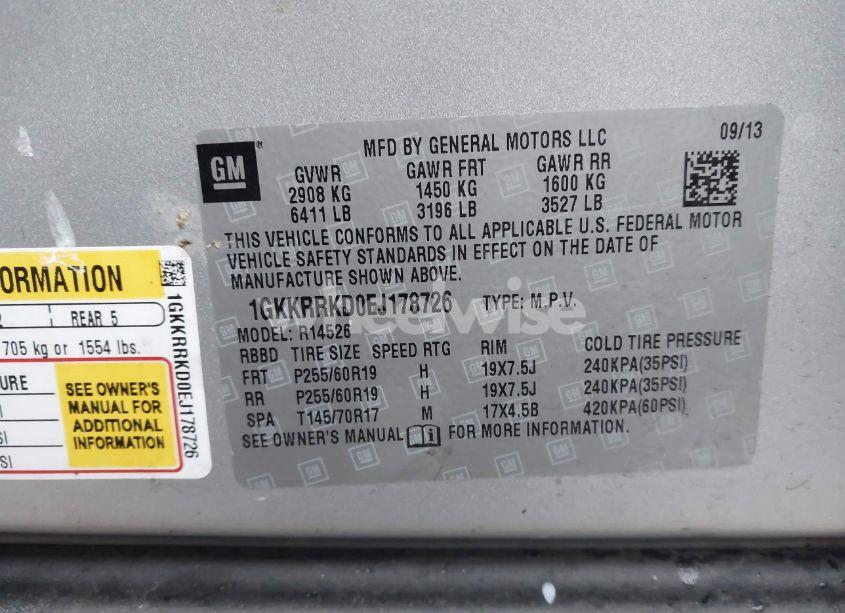 MFD BY GENERAL MOTORS LLC 09/13
GM
GVWR GAWR FRT GAWR RR
2908 KG 1450 KG 1600 KG
6411 LB 3196 LB 3527 LB
THIS VEHICLE CONFORMS TO ALL APPLICABLE U.S. FEDERAL MOTOR
VEHICLE SAFETY STANDARDS IN EFFECT ON THE DATE OF
MANUFACTURE SHOWN ABOVE.
1GKKRRKD0EJ178726 TYPE: M.P.V.
MODEL: R14526
RBBD TIRE SIZE SPEED RTG RIM COLD TIRE PRESSURE
FRT P255/60R19 H 19X7.5J 240KPA(35PSI)
RR P255/60R19 H 19X7.5J 240KPA(35PSI)
SPA T145/70R17 M 17X4.5B 420KPA(60PSI)
SEE OWNER'S MANUAL FOR MORE INFORMATION.
ORMATION
2 REAR 5
705 kg or 1554 lbs.
URE
SI
SI
SEE OWNER'S
MANUAL FOR
ADDITIONAL
INFORMATION
1GKKRRKD0EJ178726
wheelwise